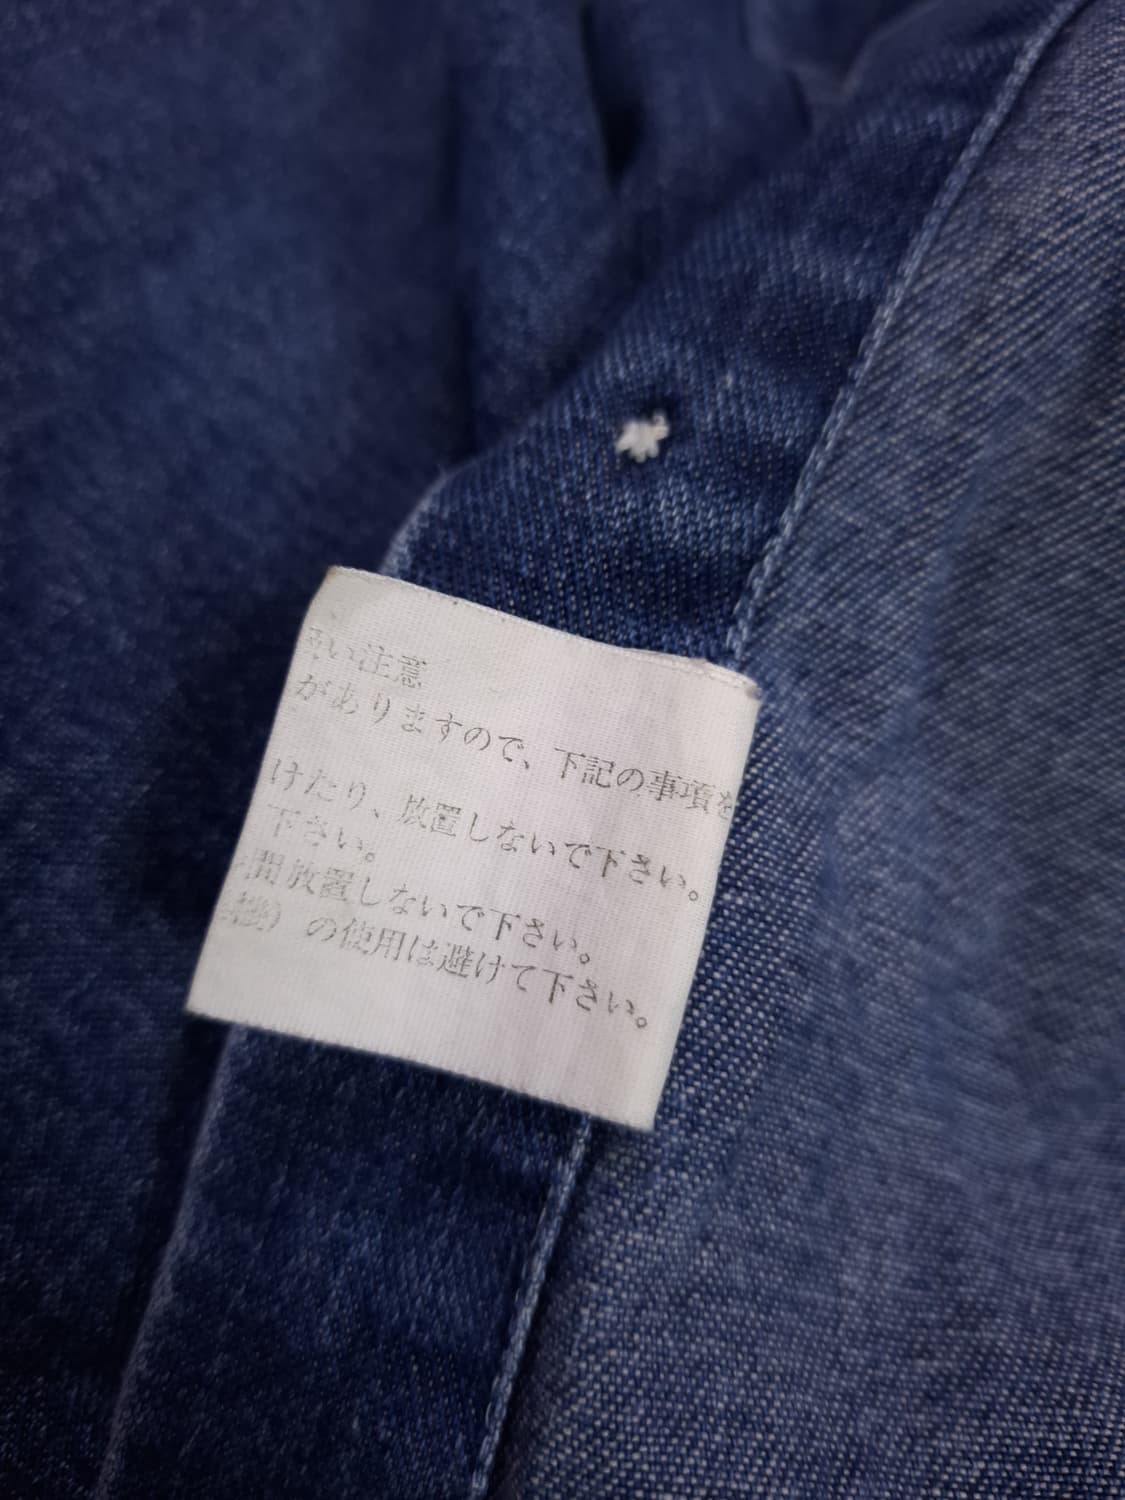 い注意
がありますので、下記の事項を
けたり、放置しないで下さい。
下さい。
間放置しないで下さい。
機）の使用は避けて下さい。